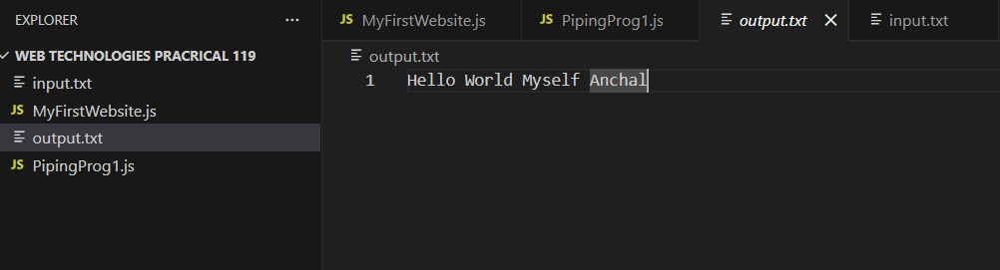 EXPLORER
WEB TECHNOLOGIES PRACRICAL 119
input.txt
JS MyFirstWebsite.js
output.txt
JS PipingProg1.js
JS MyFirstWebsite.js JS PipingProg1.js output.txt input.txt
output.txt
1 Hello World Myself Anchal